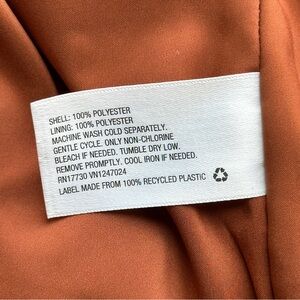 SHELL: 100% POLYESTER
LINING: 100% POLYESTER
MACHINE WASH COLD SEPARATELY.
GENTLE CYCLE. ONLY NON-CHLORINE
BLEACH IF NEEDED. TUMBLE DRY LOW.
REMOVE PROMPTLY. COOL IRON IF NEEDED.
RN17730 VN1247024
LABEL MADE FROM 100% RECYCLED PLASTIC